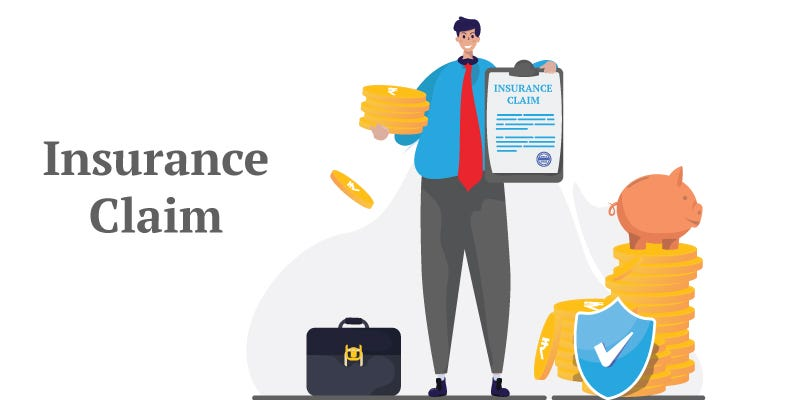 Insurance
Claim
INSURANCE
CLAIM
₹
₹
₹
₹